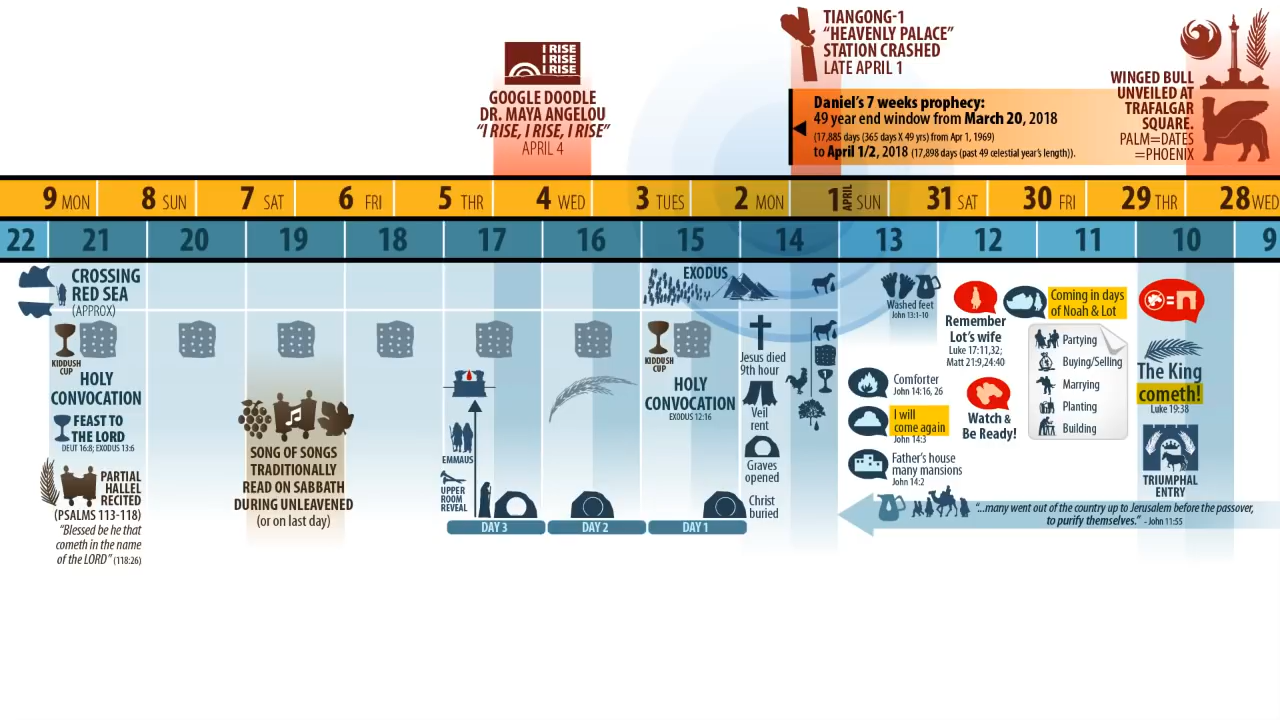 I RISE
I RISE
I RISE
GOOGLE DOODLE
DR. MAYA ANGELOU
"I RISE, I RISE, I RISE"
APRIL 4
TIANGONG-1
"HEAVENLY PALACE"
STATION CRASHED
LATE APRIL 1
Daniel's 7 weeks prophecy:
49 year end window from March 20, 2018
(17,885 days (365 days X 49 yrs) from Apr 1, 1969)
to April 1/2, 2018 (17,898 days (past 49 celestial year's length)).
WINGED BULL
UNVEILED AT
TRAFALGAR
SQUARE.
PALM=DATES
=PHOENIX
9 MON 8 SUN 7 SAT 6 FRI 5 THR 4 WED 3 TUES 2 MON 1 APRIL SUN 31 SAT 30 FRI 29 THR 28 WED
22 21 20 19 18 17 16 15 14 13 12 11 10 9
CROSSING
RED SEA
(APPROX)
KIDDUSH
CUP
HOLY
CONVOCATION
FEAST TO
THE LORD
DEUT 16:8; EXODUS 13:6
PARTIAL
HALLEL
RECITED
(PSALMS 113-118)
"Blessed be he that
cometh in the name
of the LORD" (118:26)
SONG OF SONGS
TRADITIONALLY
READ ON SABBATH
DURING UNLEAVENED
(or on last day)
EMMAUS
UPPER
ROOM
REVEAL
DAY 3
DAY 2
DAY 1
EXODUS
KIDDUSH
CUP
HOLY
CONVOCATION
EXODUS 12:16
Jesus died
9th hour
Veil
rent
Graves
opened
Christ
buried
Washed feet
John 13:1-10
Comforter
John 14:16, 26
I will
come again
John 14:3
Father's house
many mansions
John 14:2
Remember
Lot's wife
Luke 17:11,32;
Matt 21:9,24:40
Watch &
Be Ready!
Coming in days
of Noah & Lot
Partying
Buying/Selling
Marrying
Planting
Building
=
The King
cometh!
Luke 19:38
TRIUMPHAL
ENTRY
"...many went out of the country up to Jerusalem before the passover,
to purify themselves." - John 11:55